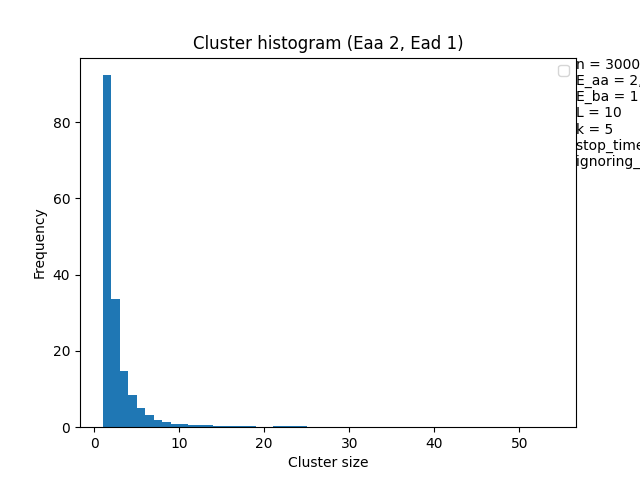 Cluster histogram (Eaa 2, Ead 1)
n = 3000
E_aa = 2,
E_ba = 1
L = 10
k = 5
stop_time
ignoring_
Frequency
80
60
40
20
0
0 10 20 30 40 50
Cluster size